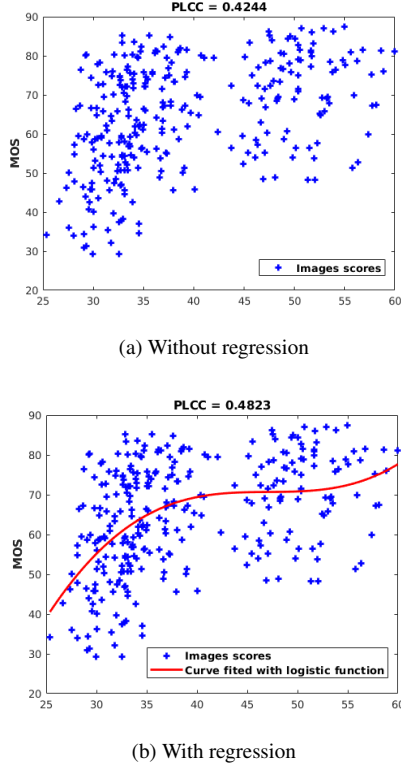 PLCC = 0.4244
90
80
70
60
50
40
30
20
MOS
25 30 35 40 45 50 55 60
Images scores
(a) Without regression
PLCC = 0.4823
90
80
70
60
50
40
30
20
MOS
25 30 35 40 45 50 55 60
Images scores
Curve fited with logistic function
(b) With regression